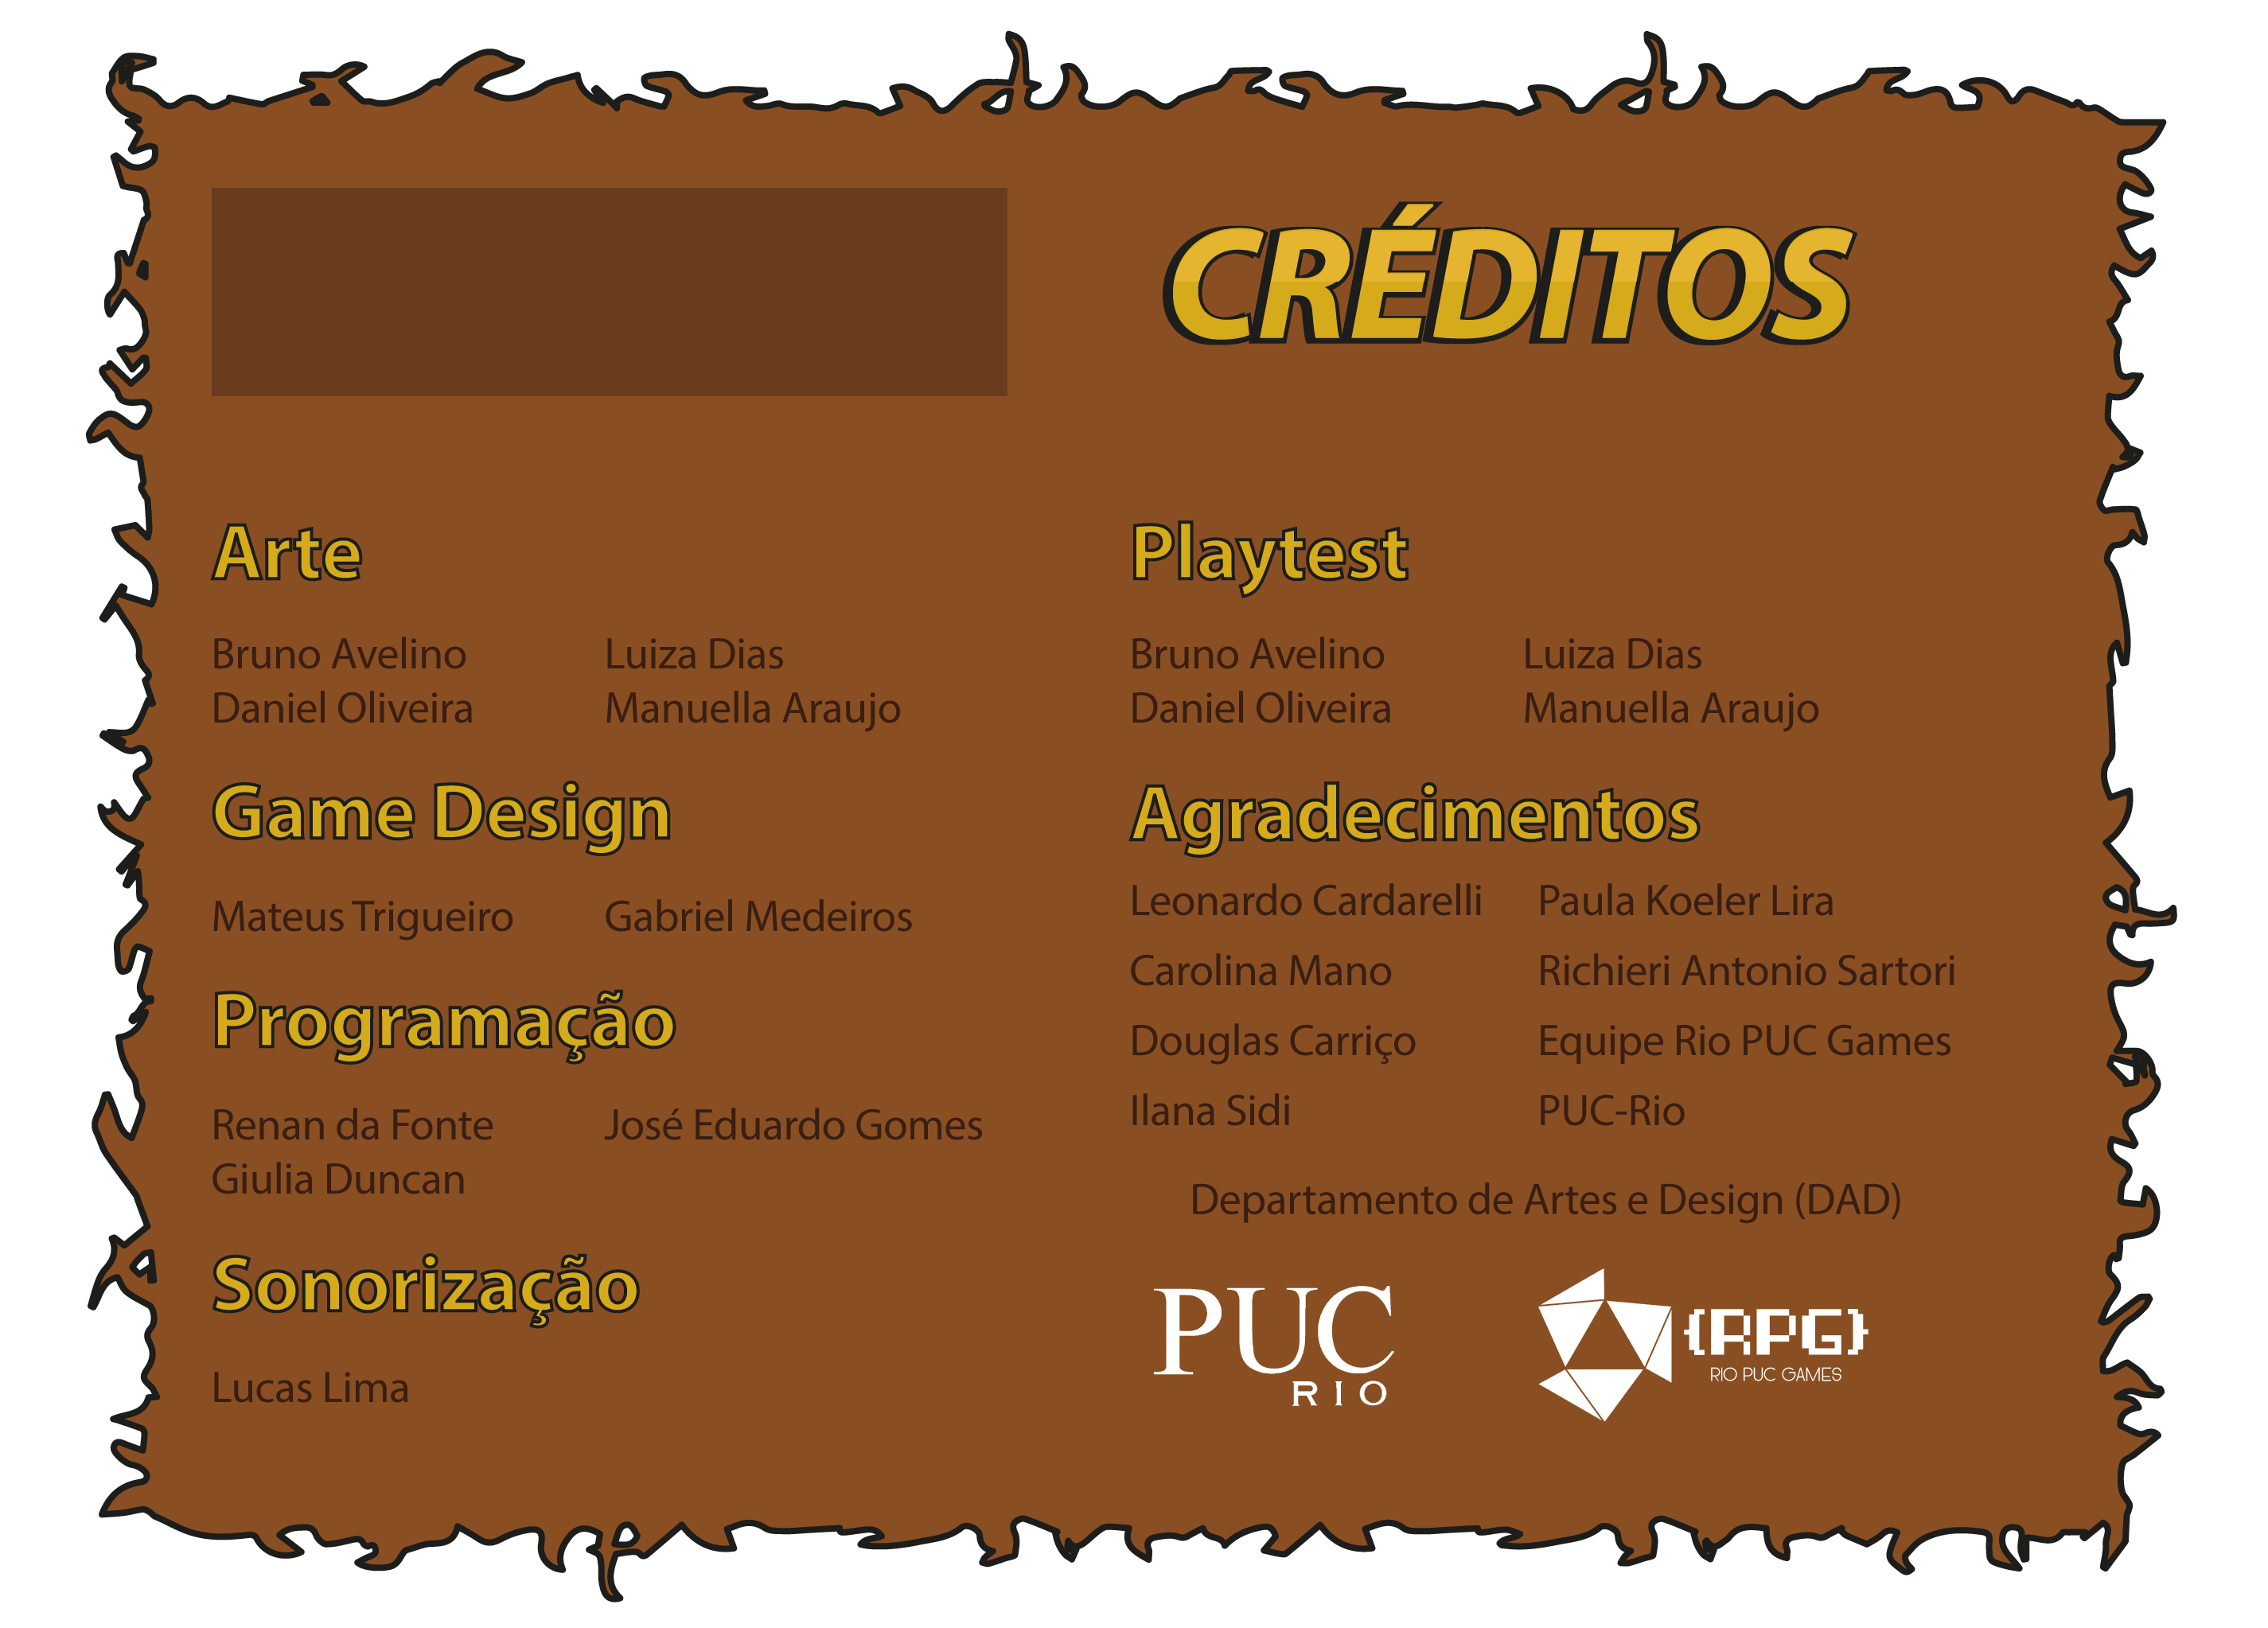 CRÉDITOS
Arte
Bruno Avelino Luiza Dias
Daniel Oliveira Manuella Araujo
Game Design
Mateus Trigueiro Gabriel Medeiros
Programação
Renan da Fonte José Eduardo Gomes
Giulia Duncan
Sonorização
Lucas Lima
Playtest
Bruno Avelino Luiza Dias
Daniel Oliveira Manuella Araujo
Agradecimentos
Leonardo Cardarelli Paula Koeler Lira
Carolina Mano Richieri Antonio Sartori
Douglas Carriço Equipe Rio PUC Games
Ilana Sidi PUC-Rio
Departamento de Artes e Design (DAD)
PUC
RIO
{RPG}
RIO PUC GAMES